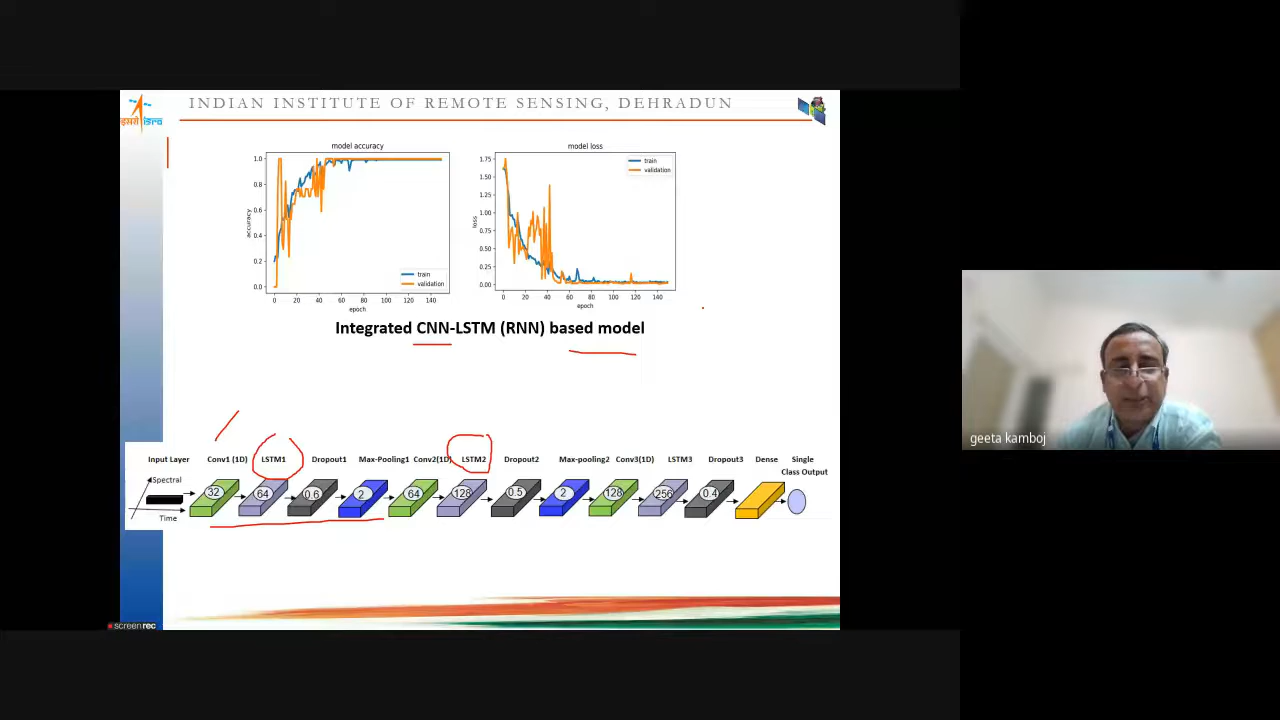 INDIAN INSTITUTE OF REMOTE SENSING, DEHRADUN
इसरो isro
model accuracy
model loss
1.0
0.8
0.6
0.4
0.2
0.0
accuracy
train
validation
0 20 40 60 80 100 120 140
epoch
1.75
1.50
1.25
1.00
0.75
0.50
0.25
0.00
loss
train
validation
0 20 40 60 80 100 120 140
epoch
Integrated CNN-LSTM (RNN) based model
geeta kamboj
Input Layer Conv1 (1D) LSTM1 Dropout1 Max-Pooling1 Conv2(1D) LSTM2 Dropout2 Max-pooling2 Conv3(1D) LSTM3 Dropout3 Dense Single
Class Output
Spectral
32 64 0.6 2 64 128 0.5 2 128 256 0.4
Time
screen rec